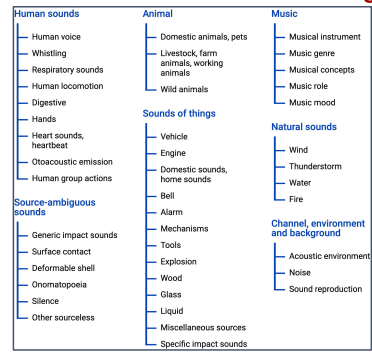 Human sounds
Human voice
Whistling
Respiratory sounds
Human locomotion
Digestive
Hands
Heart sounds,
heartbeat
Otoacoustic emission
Human group actions
Source-ambiguous
sounds
Generic impact sounds
Surface contact
Deformable shell
Onomatopoeia
Silence
Other sourceless
Animal
Domestic animals, pets
Livestock, farm
animals, working
animals
Wild animals
Sounds of things
Vehicle
Engine
Domestic sounds,
home sounds
Bell
Alarm
Mechanisms
Tools
Explosion
Wood
Glass
Liquid
Miscellaneous sources
Specific impact sounds
Music
Musical instrument
Music genre
Musical concepts
Music role
Music mood
Natural sounds
Wind
Thunderstorm
Water
Fire
Channel, environment
and background
Acoustic environment
Noise
Sound reproduction